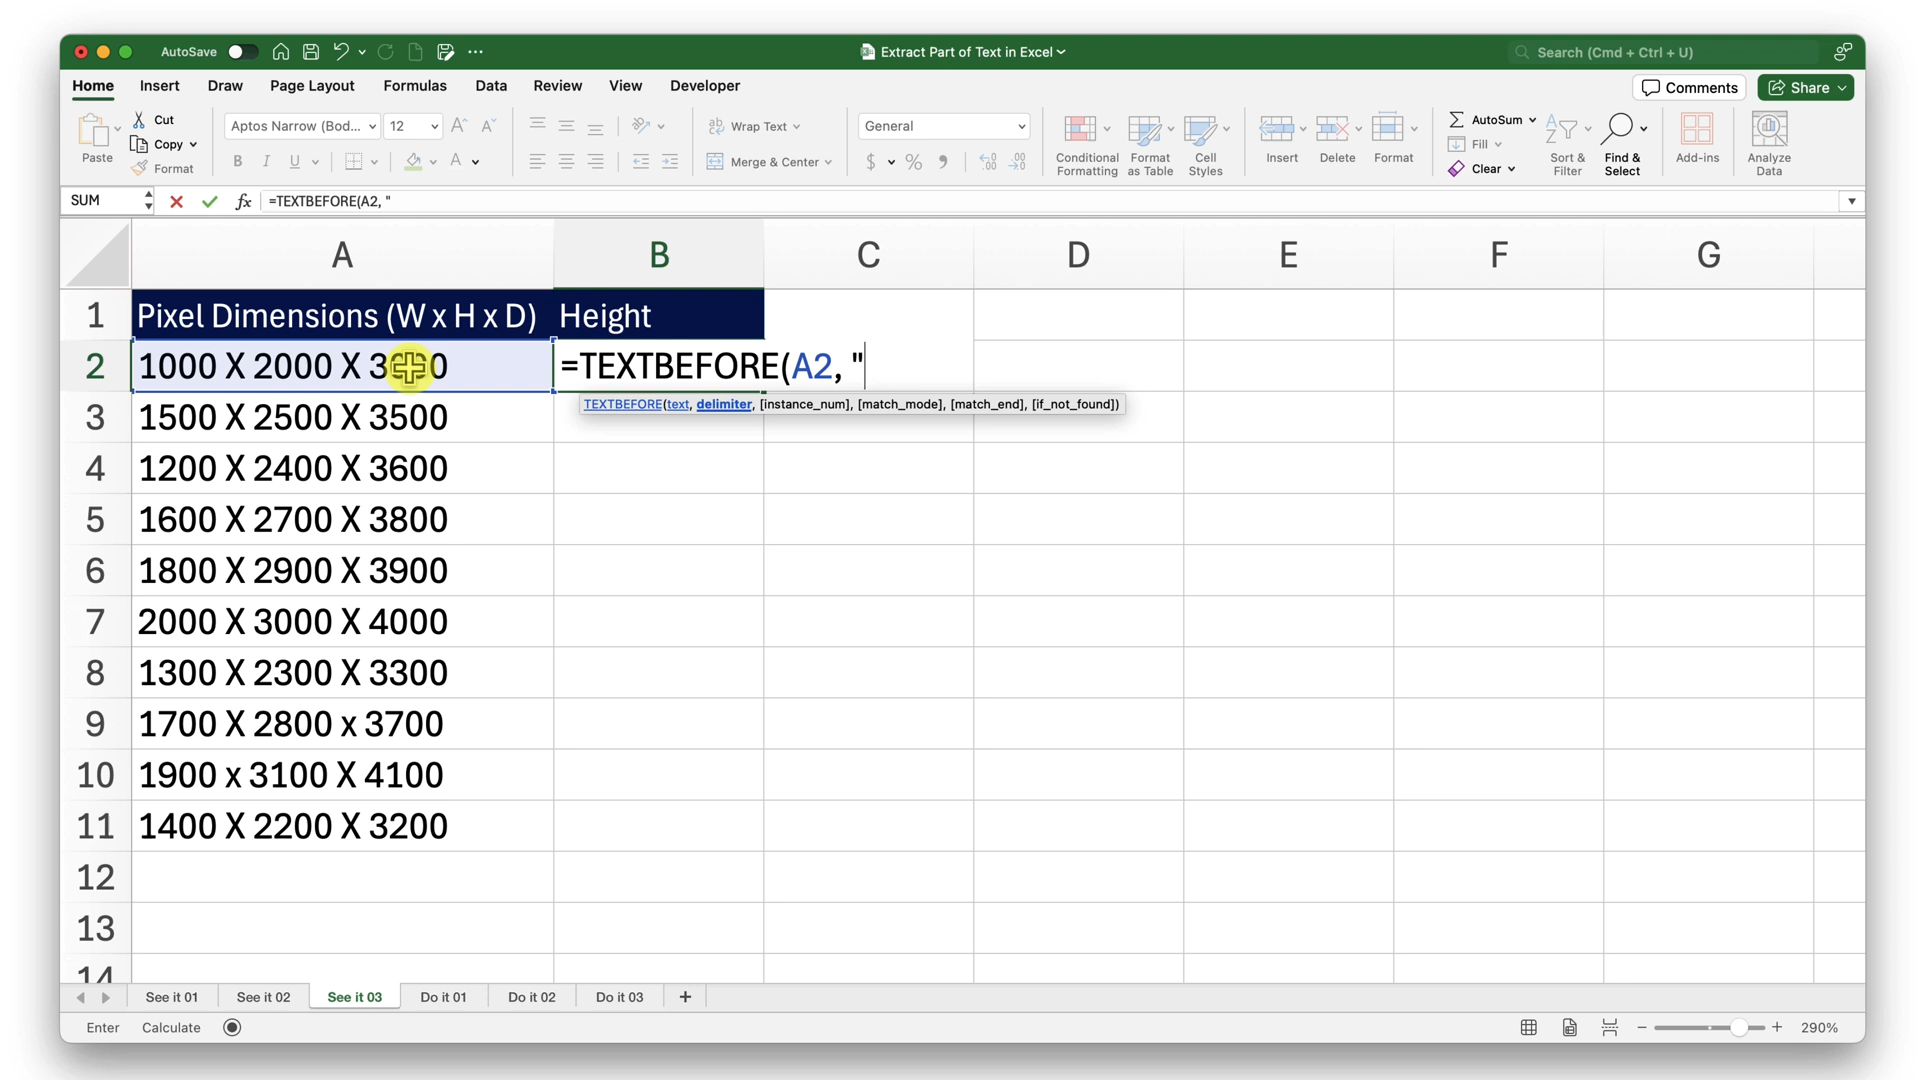 AutoSave
Extract Part of Text in Excel
Search (Cmd + Ctrl + U)
Home Insert Draw Page Layout Formulas Data Review View Developer
Comments Share
Paste
Cut
Copy
Format
Aptos Narrow (Bod... 12
B I U
Wrap Text
Merge & Center
General
$ % 9
Conditional Formatting
Format as Table
Cell Styles
Insert Delete Format
AutoSum
Fill
Clear
Sort & Filter
Find & Select
Add-ins
Analyze Data
SUM fx =TEXTBEFORE(A2, "
A B C D E F G
1 Pixel Dimensions (W x H x D) Height
2 1000 X 2000 X 3000 =TEXTBEFORE(A2, "
TEXTBEFORE(text, delimiter, [instance_num], [match_mode], [match_end], [if_not_found])
3 1500 X 2500 X 3500
4 1200 X 2400 X 3600
5 1600 X 2700 X 3800
6 1800 X 2900 X 3900
7 2000 X 3000 X 4000
8 1300 X 2300 X 3300
9 1700 X 2800 x 3700
10 1900 x 3100 X 4100
11 1400 X 2200 X 3200
12
13
14
See it 01 See it 02 See it 03 Do it 01 Do it 02 Do it 03
Enter Calculate 290%